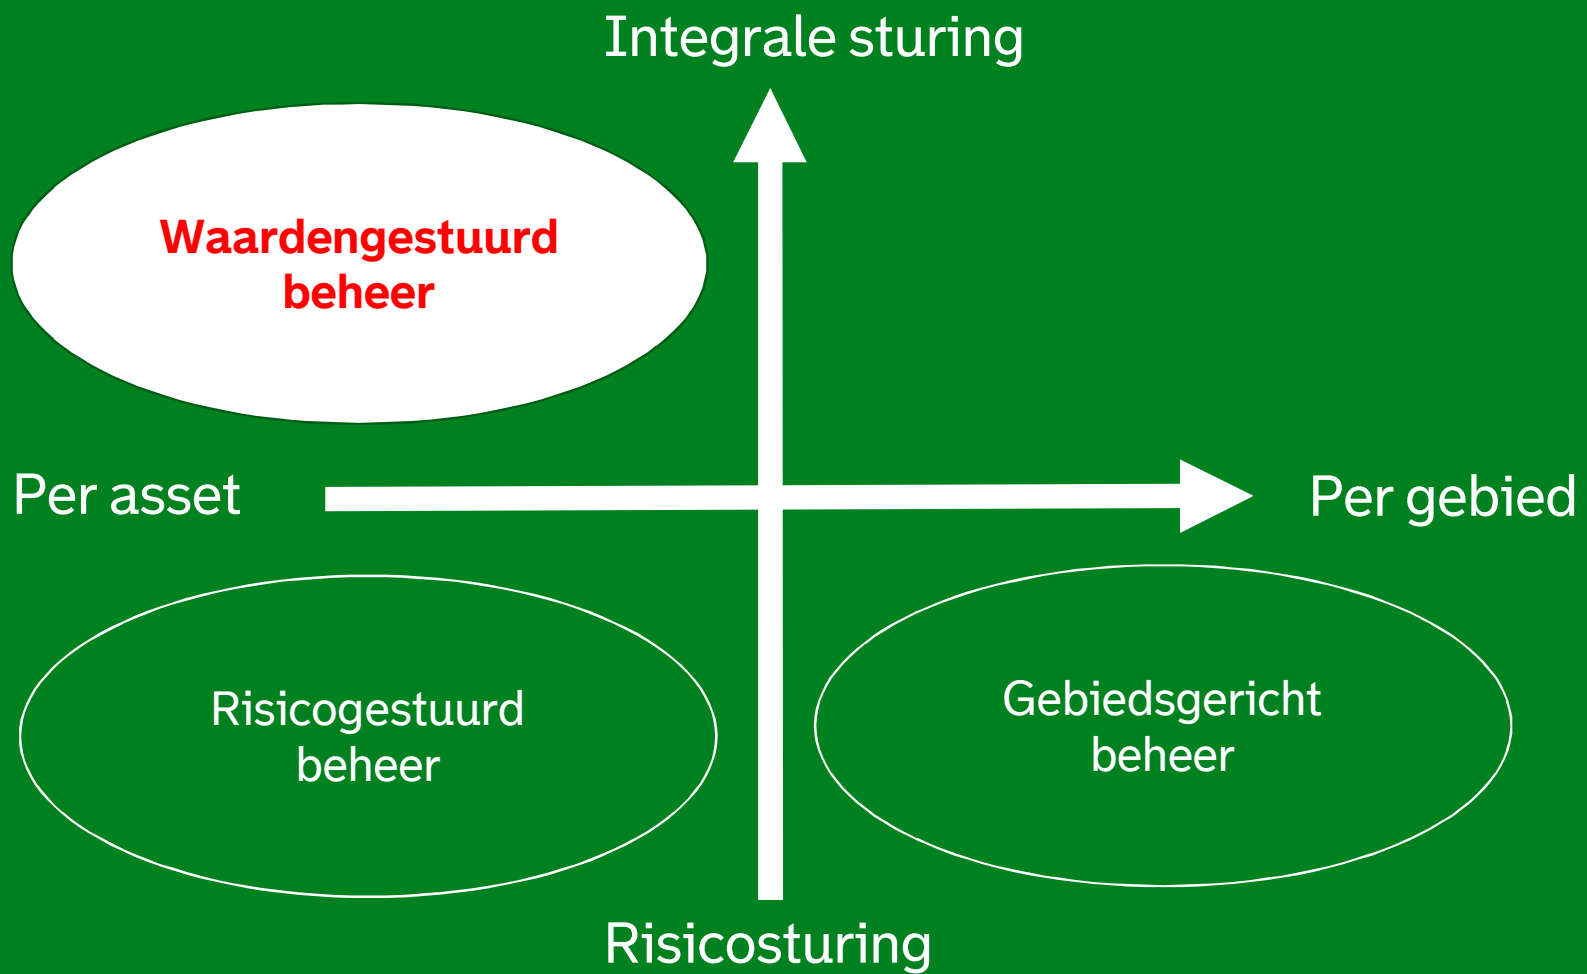 Integrale sturing
Waardengestuurd
beheer
Per asset
Per gebied
Risicogestuurd
beheer
Gebiedsgericht
beheer
Risicosturing